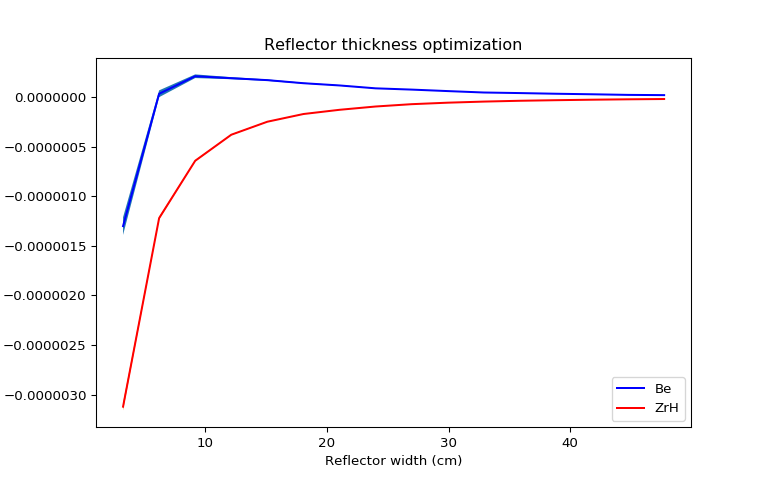 Reflector thickness optimization
0.0000000
−0.0000005
−0.0000010
−0.0000015
−0.0000020
−0.0000025
−0.0000030
Be
ZrH
10 20 30 40
Reflector width (cm)